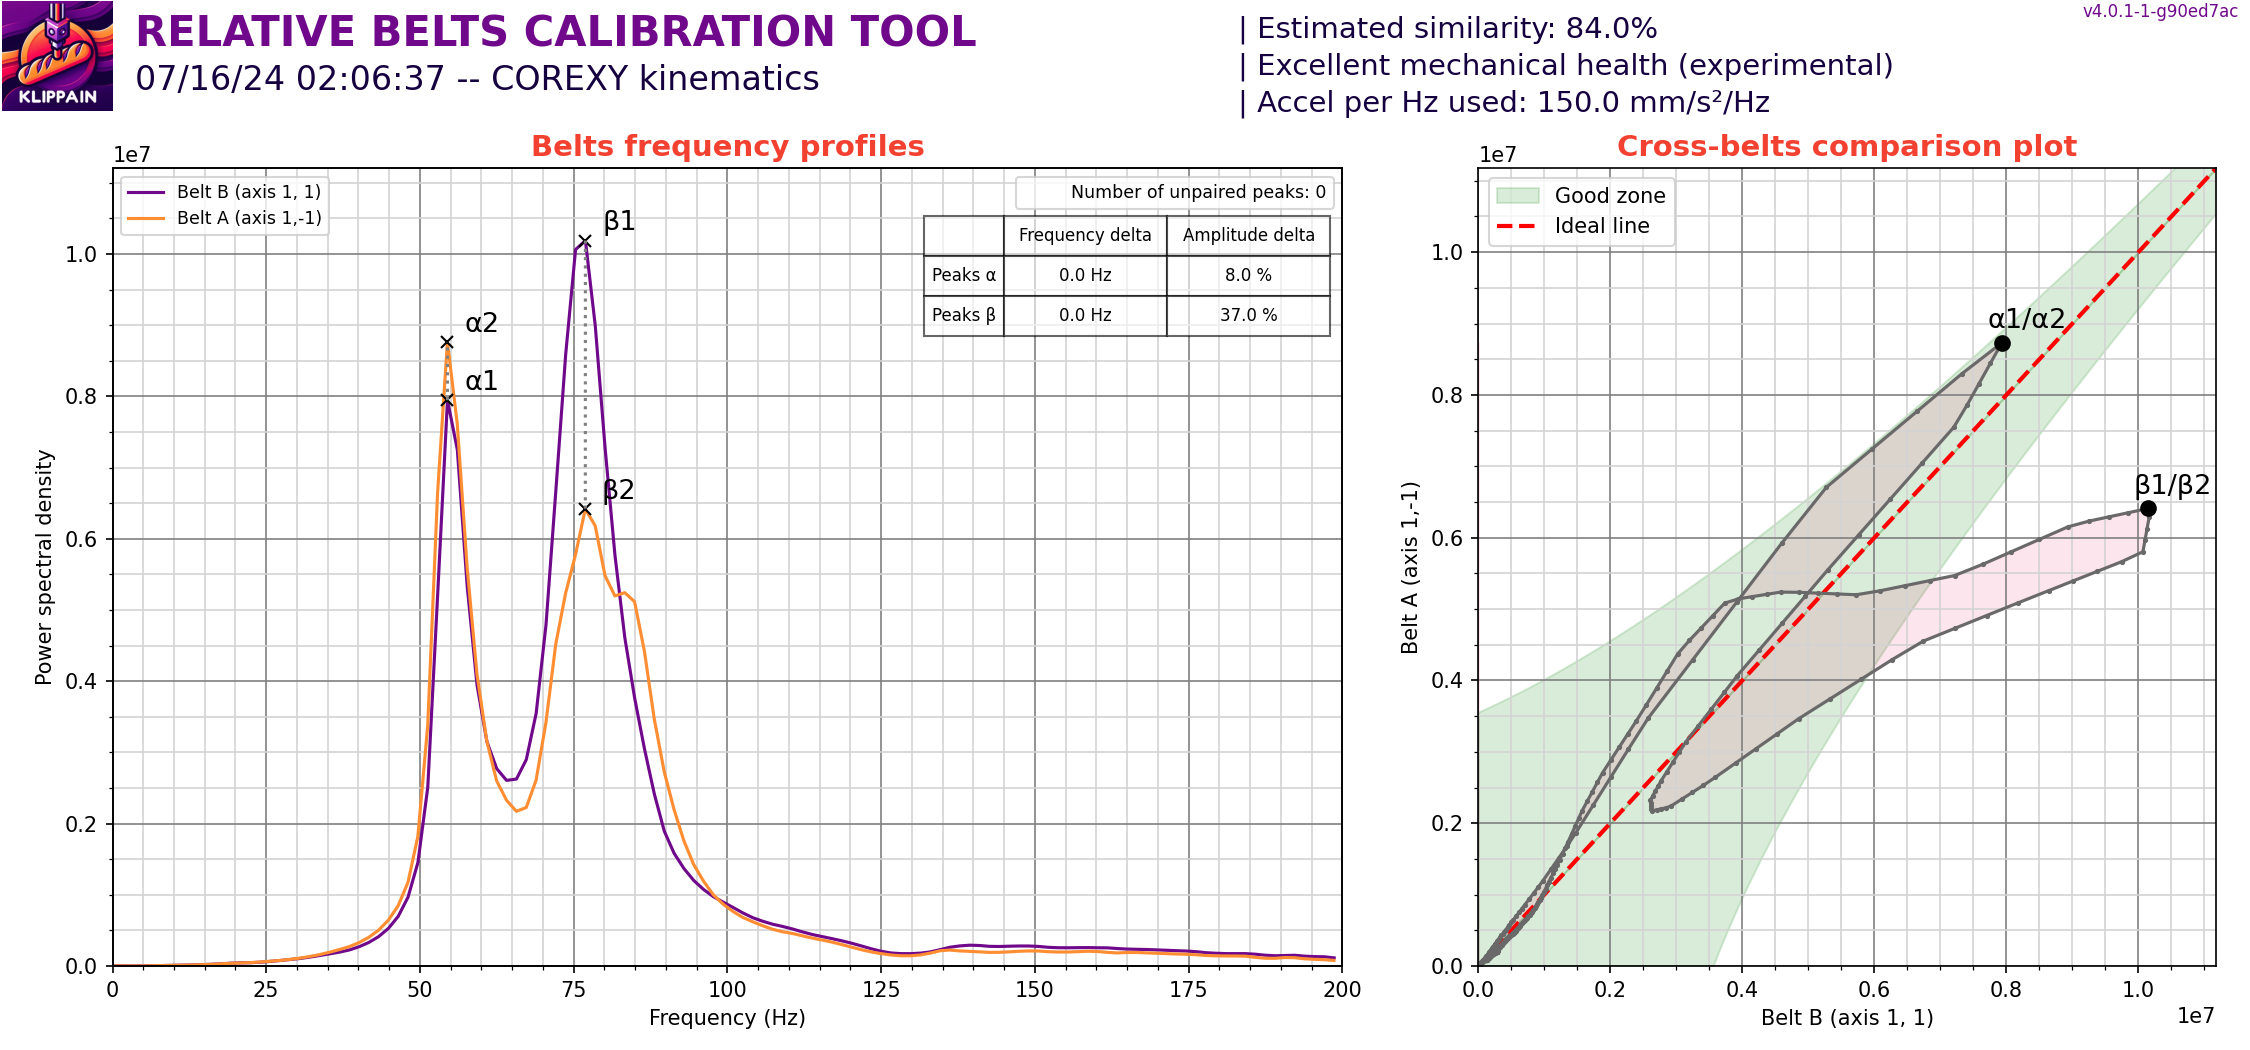 KLIPPAIN
RELATIVE BELTS CALIBRATION TOOL
07/16/24 02:06:37 -- COREXY kinematics
| Estimated similarity: 84.0%
| Excellent mechanical health (experimental)
| Accel per Hz used: 150.0 mm/s²/Hz
v4.0.1-1-g90ed7ac
Belts frequency profiles
1e7
Belt B (axis 1, 1)
Belt A (axis 1,-1)
Number of unpaired peaks: 0
Frequency delta Amplitude delta
Peaks α 0.0 Hz 8.0 %
Peaks β 0.0 Hz 37.0 %
β1
α2
α1
β2
1.0
0.8
0.6
0.4
0.2
0.0
Power spectral density
0 25 50 75 100 125 150 175 200
Frequency (Hz)
Cross-belts comparison plot
1e7
Good zone
Ideal line
α1/α2
β1/β2
1.0
0.8
0.6
0.4
0.2
0.0
Belt A (axis 1,-1)
0.0 0.2 0.4 0.6 0.8 1.0
Belt B (axis 1, 1)
1e7